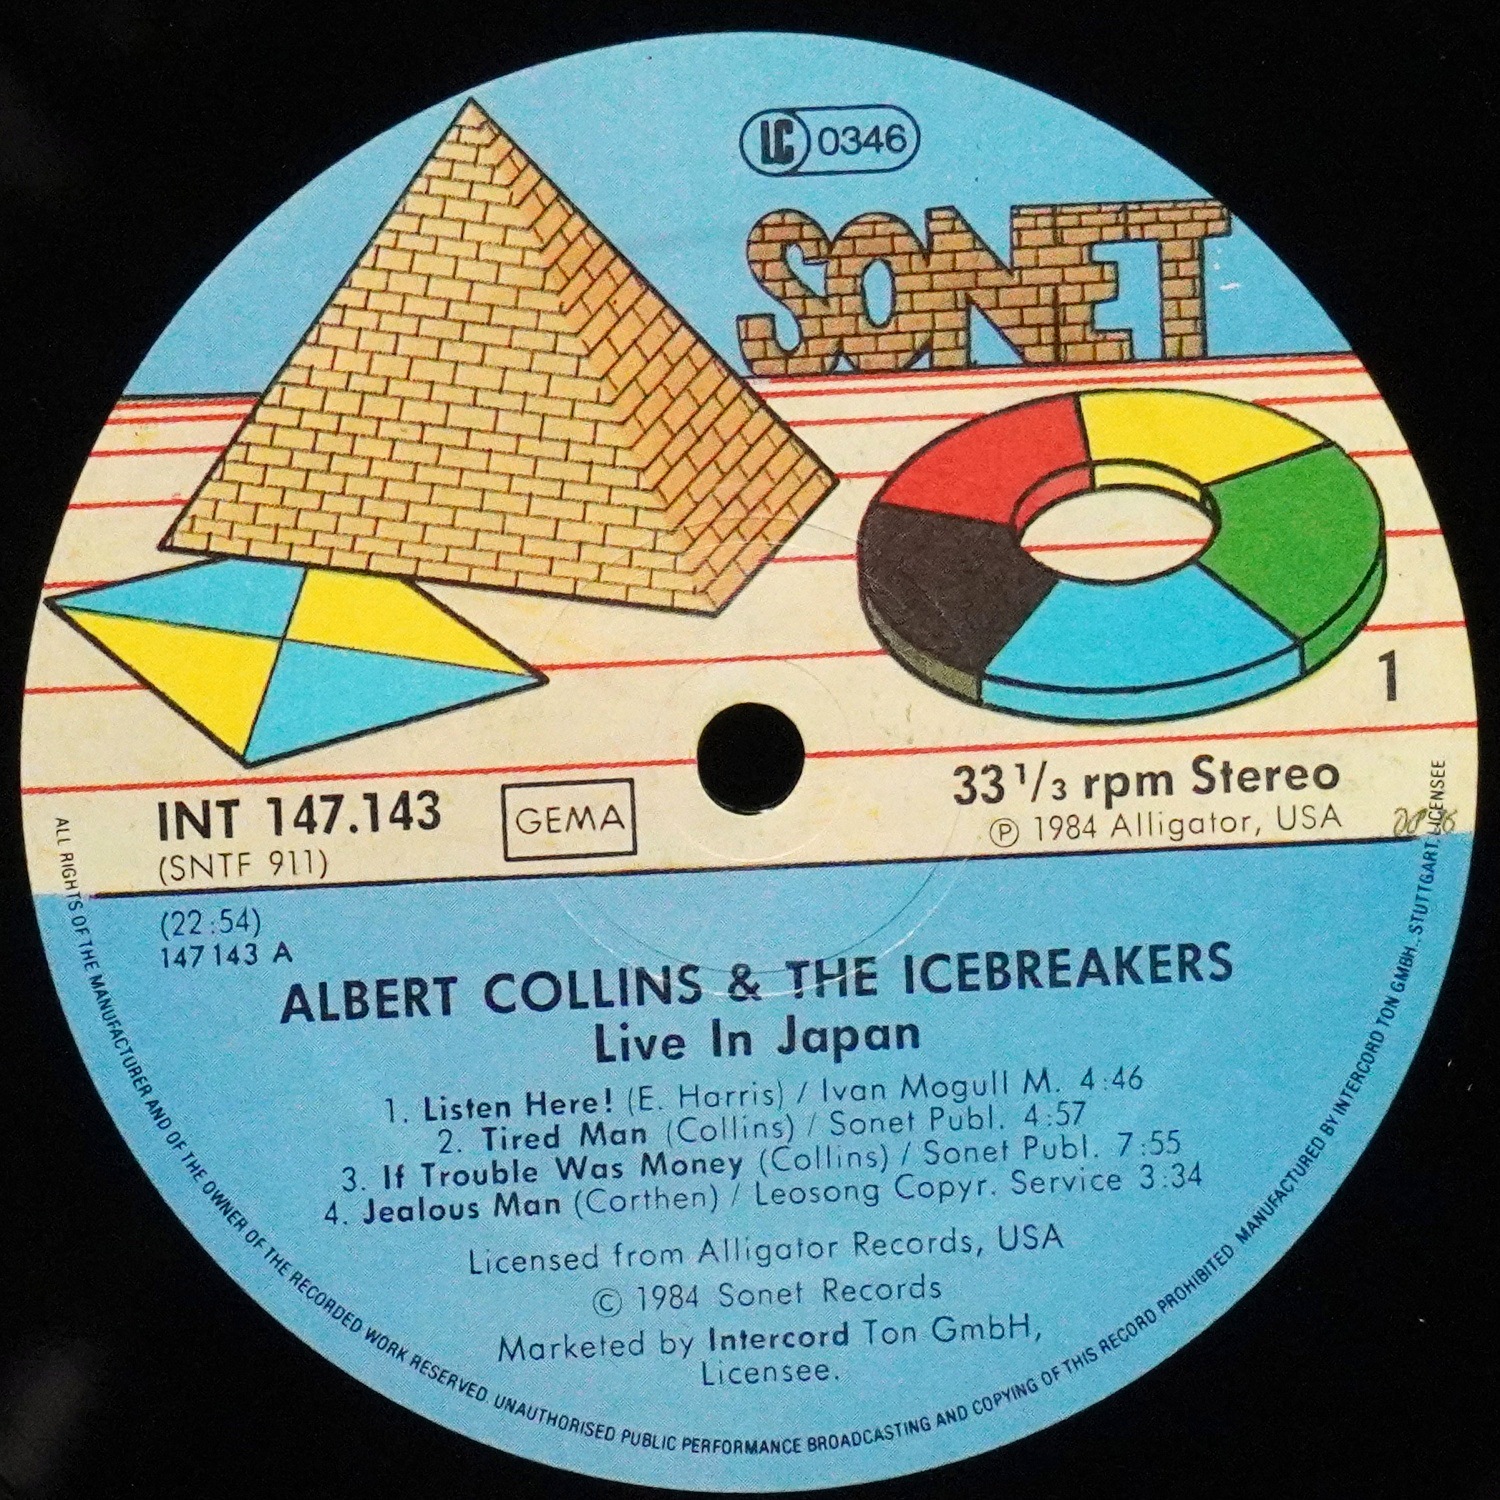 LC 0346
SONET
1
INT 147.143
(SNTF 911)
GEMA
33 1/3 rpm Stereo
Ⓟ 1984 Alligator, USA
(22:54)
147143 A
ALBERT COLLINS & THE ICEBREAKERS
Live In Japan
1. Listen Here! (E. Harris) / Ivan Mogull M. 4:46
2. Tired Man (Collins) / Sonet Publ. 4:57
3. If Trouble Was Money (Collins) / Sonet Publ. 7:55
4. Jealous Man (Corthen) / Leosong Copyr. Service 3:34
Licensed from Alligator Records, USA
© 1984 Sonet Records
Marketed by Intercord Ton GmbH,
Licensee.
ALL RIGHTS OF THE MANUFACTURER AND OF THE OWNER OF THE RECORDED WORK RESERVED. UNAUTHORISED PUBLIC PERFORMANCE BROADCASTING AND COPYING OF THIS RECORD PROHIBITED. MANUFACTURED BY INTERCORD TON GMBH., STUTTGART, LICENSEE